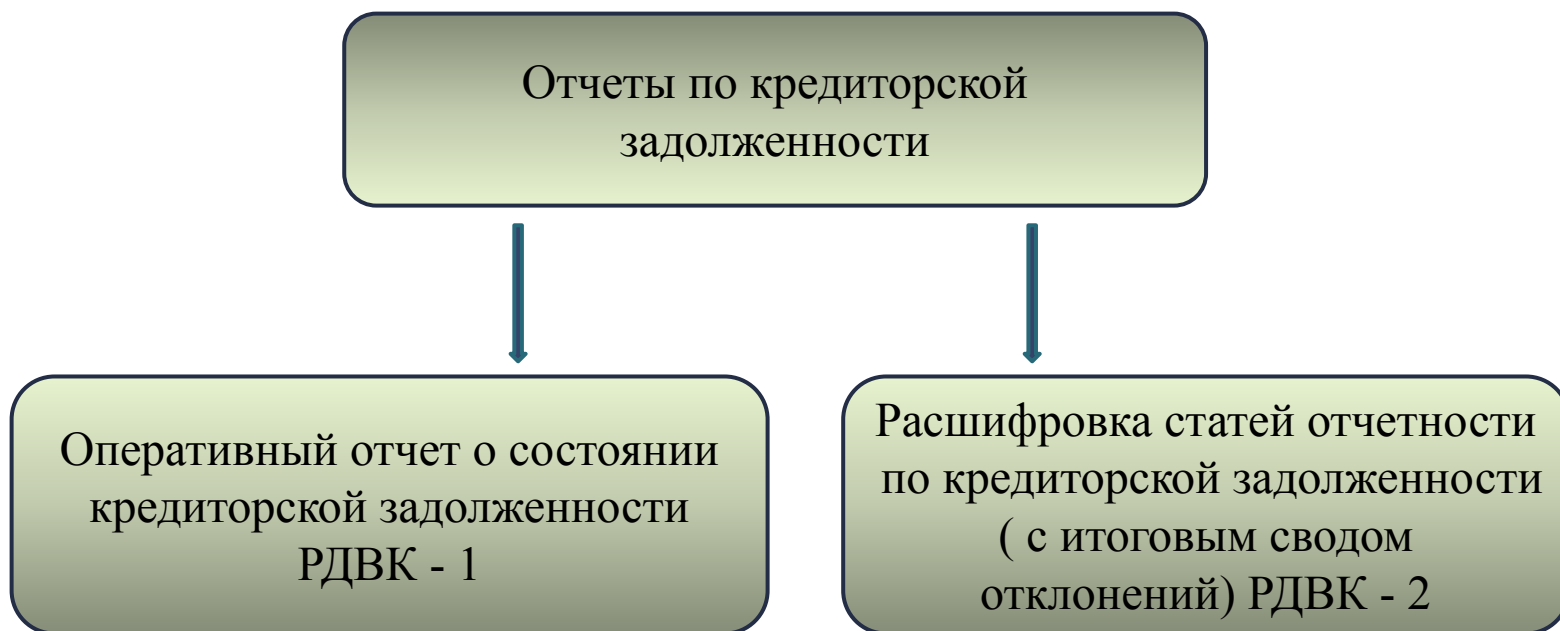 Отчеты по кредиторской
задолженности
Оперативный отчет о состоянии
кредиторской задолженности
РДВК - 1
Расшифровка статей отчетности
по кредиторской задолженности
( с итоговым сводом
отклонений) РДВК - 2